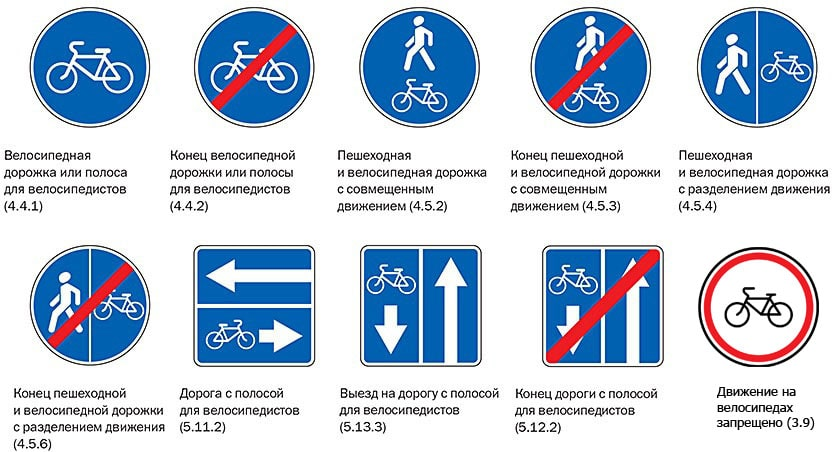 Велосипедная
дорожка или полоса
для велосипедистов
(4.4.1)
Конец велосипедной
дорожки или полосы
для велосипедистов
(4.4.2)
Пешеходная
и велосипедная дорожка
с совмещенным
движением (4.5.2)
Конец пешеходной
и велосипедной дорожки
с совмещенным
движением (4.5.3)
Пешеходная
и велосипедная дорожка
с разделением движения
(4.5.4)
Конец пешеходной
и велосипедной дорожки
с разделением движения
(4.5.6)
Дорога с полосой
для велосипедистов
(5.11.2)
Выезд на дорогу с полосой
для велосипедистов
(5.13.3)
Конец дороги с полосой
для велосипедистов
(5.12.2)
Движение на
велосипедах
запрещено (3.9)